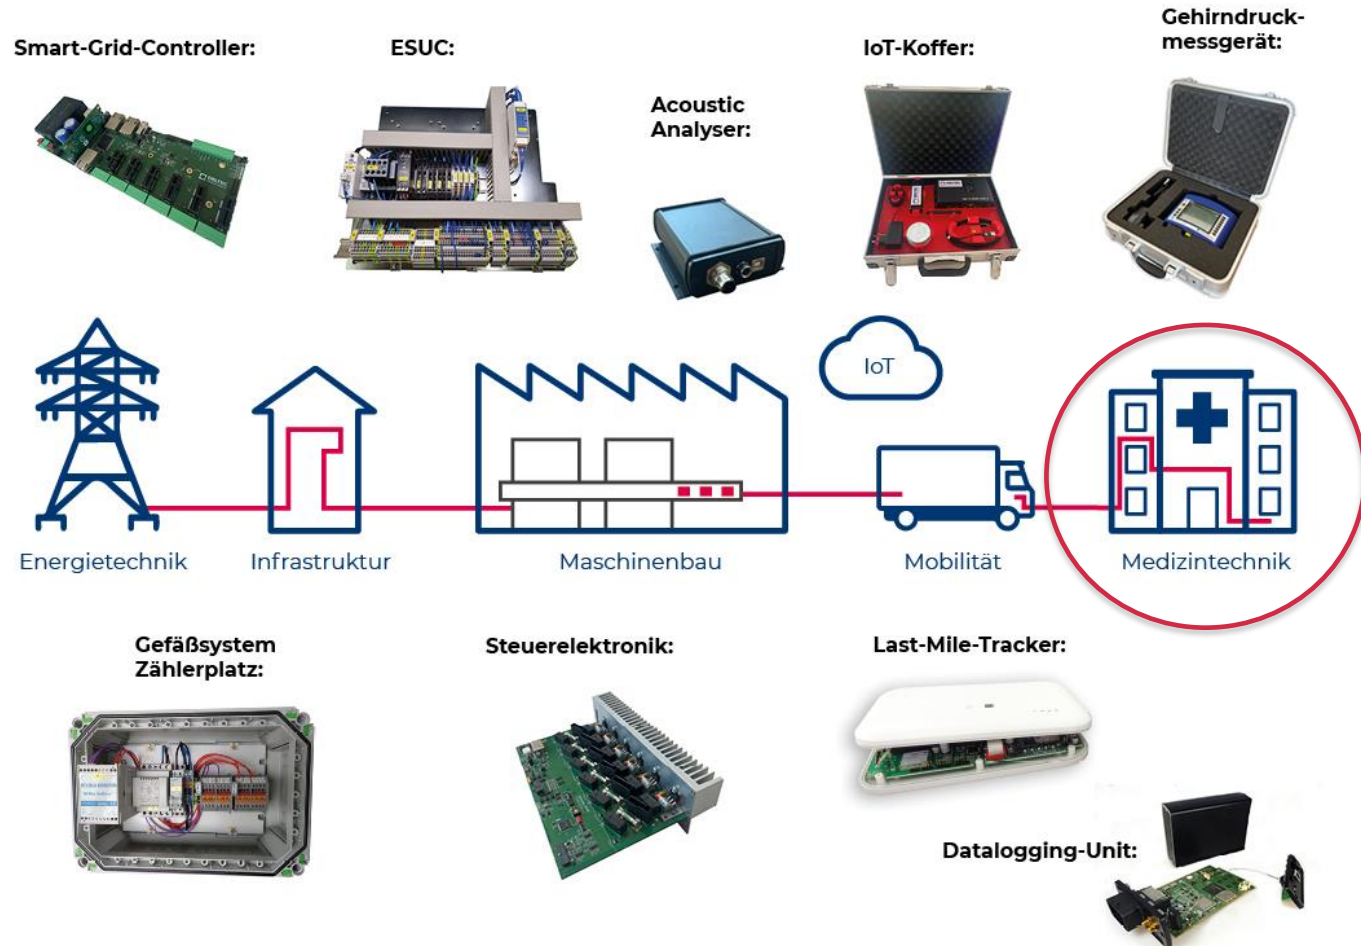 Smart-Grid-Controller:
ESUC:
Acoustic
Analyser:
IoT-Koffer:
Gehirndruck-
messgerät:
IoT
Energietechnik
Infrastruktur
Maschinenbau
Mobilität
Medizintechnik
Gefäßsystem
Zählerplatz:
Steuerelektronik:
Last-Mile-Tracker:
Datalogging-Unit: